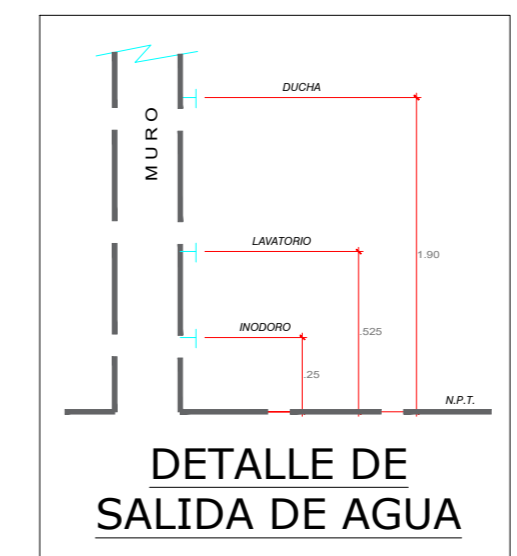 DUCHA
MURO
LAVATORIO
1.90
INODORO
.525
.25
N.P.T.
DETALLE DE
SALIDA DE AGUA